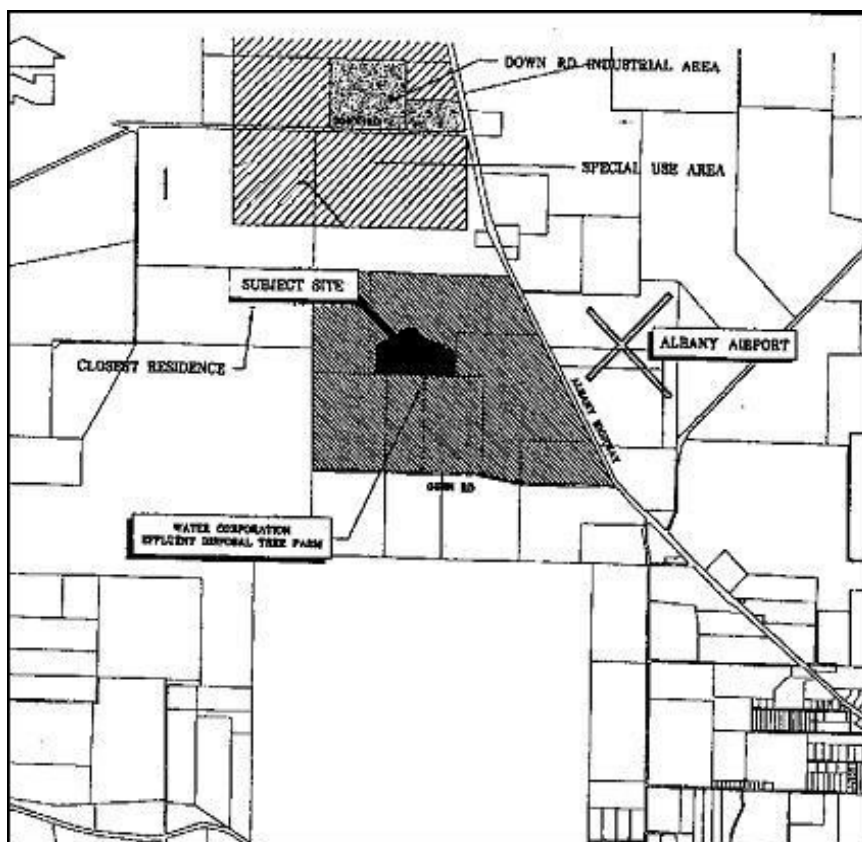 DOWN RD INDUSTRIAL AREA
SPECIAL USE AREA
SUBJECT SITE
ALBANY AIRPORT
CLOSEST RESIDENCE
ALBANY HIGHWAY
WATER CORPORATION
EFFLUENT DISPOSAL TREE FARM